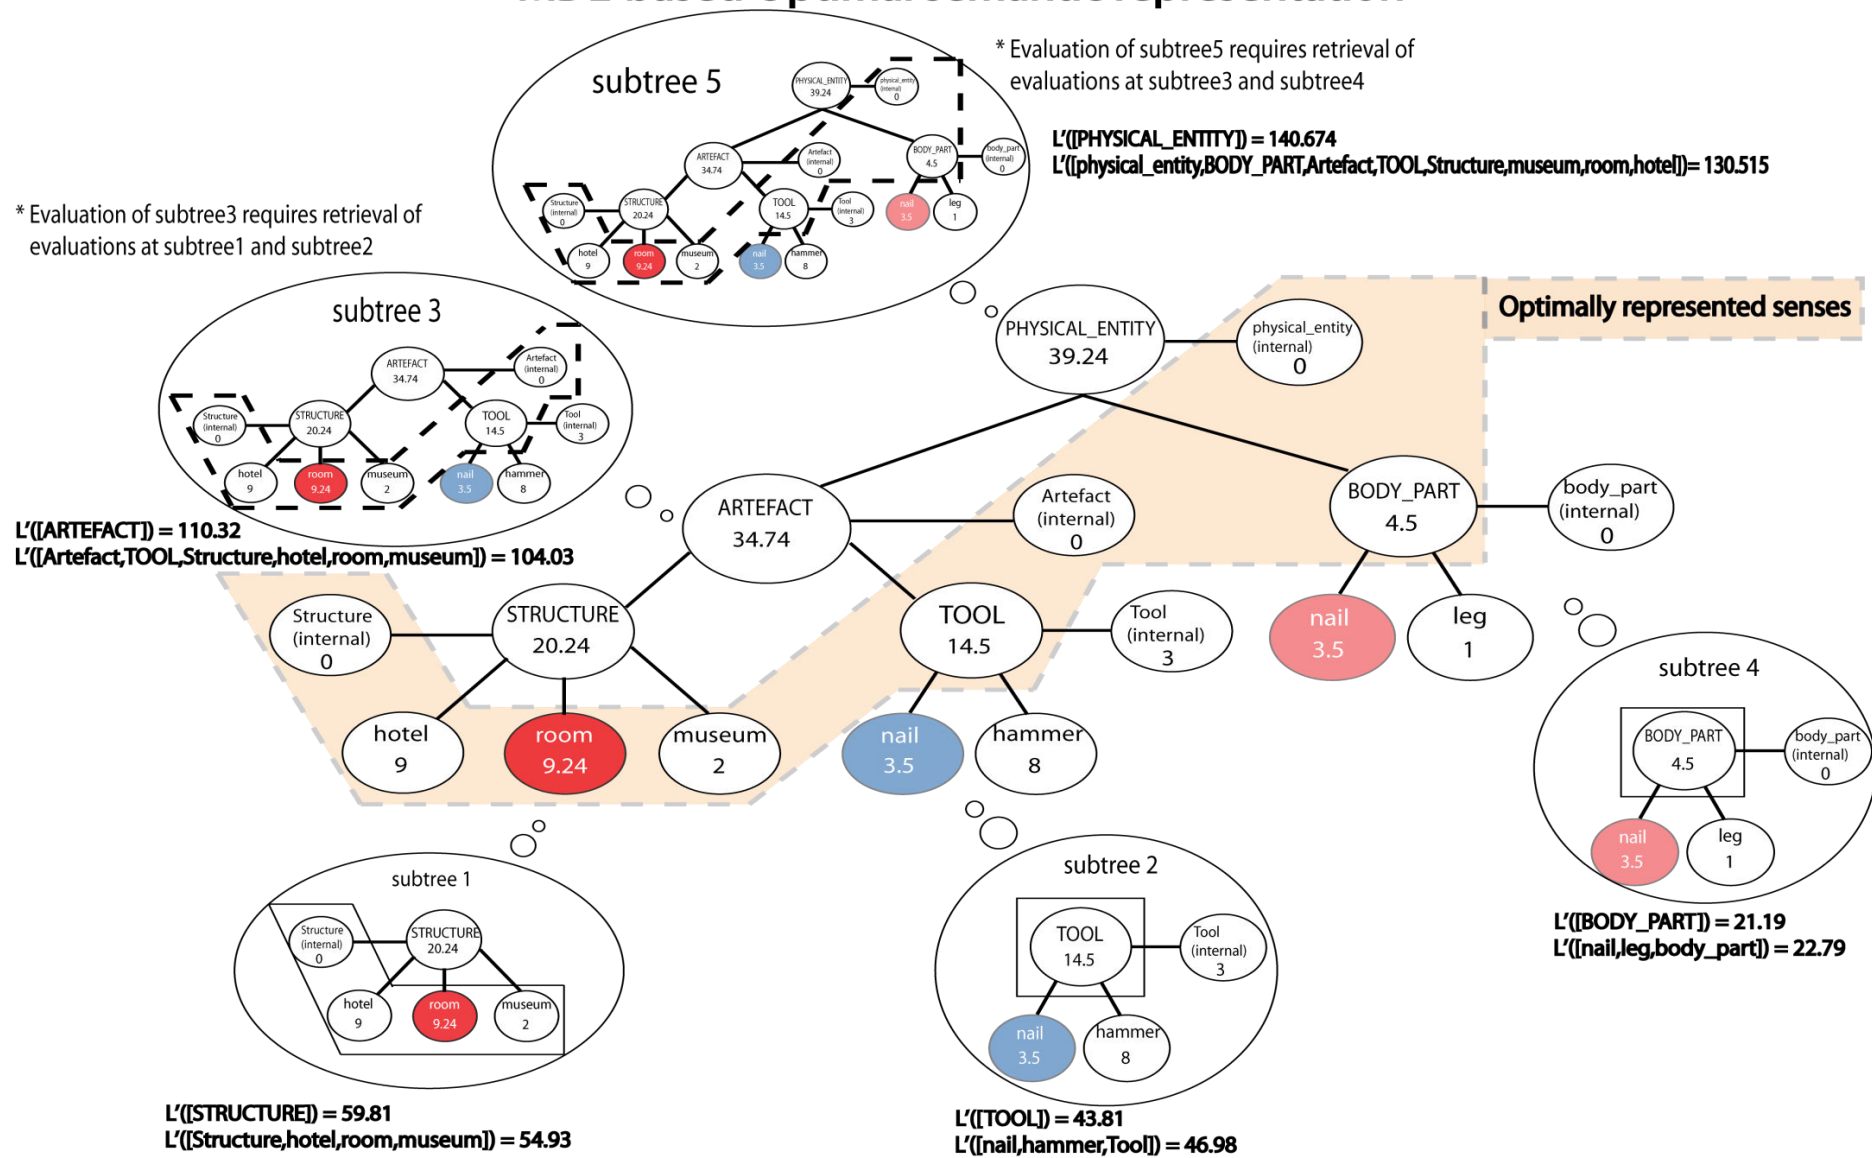 subtree 5
* Evaluation of subtree5 requires retrieval of
evaluations at subtree3 and subtree4
PHYSICAL_ENTITY
39.24
physical_entity
(internal)
0
ARTEFACT
34.74
Artefact
(internal)
0
BODY_PART
4.5
body_part
(internal)
0
Structure
(internal)
0
STRUCTURE
20.24
TOOL
14.5
Tool
(internal)
3
nail
3.5
leg
1
hotel
9
room
9.24
museum
2
nail
3.5
hammer
8
L'([PHYSICAL_ENTITY]) = 140.674
L'([physical_entity,BODY_PART,Artefact,TOOL,Structure,museum,room,hotel])= 130.515
* Evaluation of subtree3 requires retrieval of
evaluations at subtree1 and subtree2
subtree 3
ARTEFACT
34.74
Artefact
(internal)
0
Structure
(internal)
0
STRUCTURE
20.24
TOOL
14.5
Tool
(internal)
3
hotel
9
room
9.24
museum
2
nail
3.5
hammer
8
L'([ARTEFACT]) = 110.32
L'([Artefact,TOOL,Structure,hotel,room,museum]) = 104.03
Optimally represented senses
PHYSICAL_ENTITY
39.24
physical_entity
(internal)
0
ARTEFACT
34.74
Artefact
(internal)
0
BODY_PART
4.5
body_part
(internal)
0
Structure
(internal)
0
STRUCTURE
20.24
TOOL
14.5
Tool
(internal)
3
nail
3.5
leg
1
hotel
9
room
9.24
museum
2
nail
3.5
hammer
8
subtree 4
BODY_PART
4.5
body_part
(internal)
0
nail
3.5
leg
1
L'([BODY_PART]) = 21.19
L'([nail,leg,body_part]) = 22.79
subtree 1
Structure
(internal)
0
STRUCTURE
20.24
hotel
9
room
9.24
museum
2
L'([STRUCTURE]) = 59.81
L'([Structure,hotel,room,museum]) = 54.93
subtree 2
TOOL
14.5
Tool
(internal)
3
nail
3.5
hammer
8
L'([TOOL]) = 43.81
L'([nail,hammer,Tool]) = 46.98